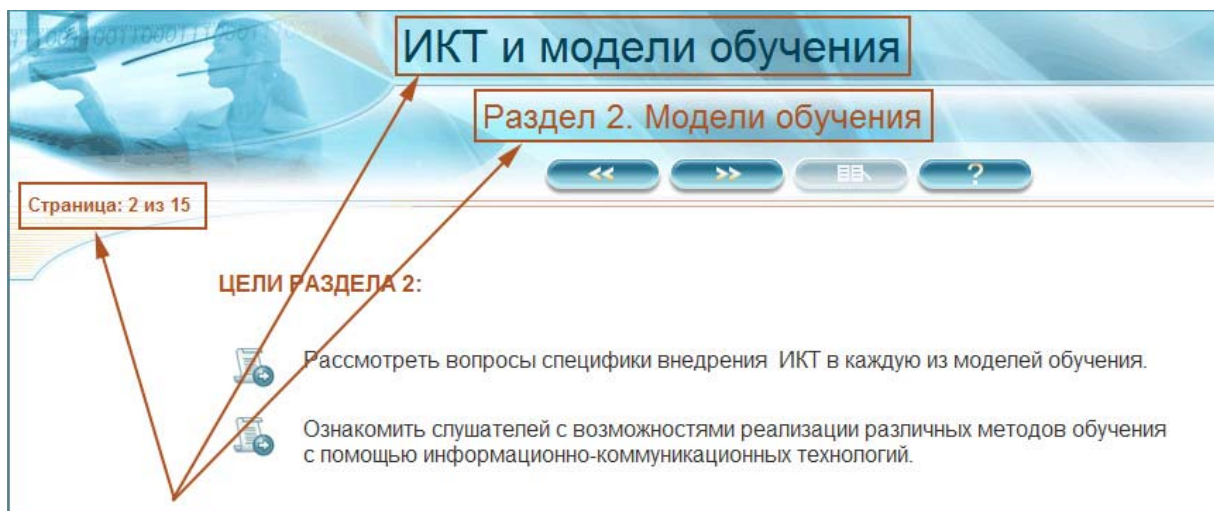 ИКТ и модели обучения
Раздел 2. Модели обучения
<< >> ?
Страница: 2 из 15
ЦЕЛИ РАЗДЕЛА 2:
Рассмотреть вопросы специфики внедрения ИКТ в каждую из моделей обучения.
Ознакомить слушателей с возможностями реализации различных методов обучения
с помощью информационно-коммуникационных технологий.